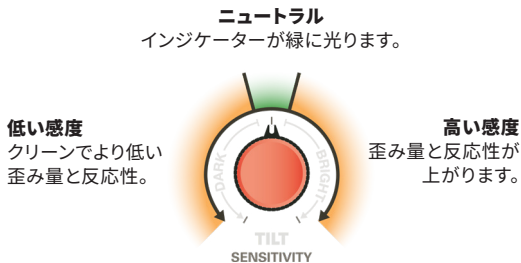 ニュートラル
インジケーターが緑に光ります。
低い感度
クリーンでより低い
歪み量と反応性。
高い感度
歪み量と反応性が
上がります。
DARK
BRIGHT
TILT
SENSITIVITY